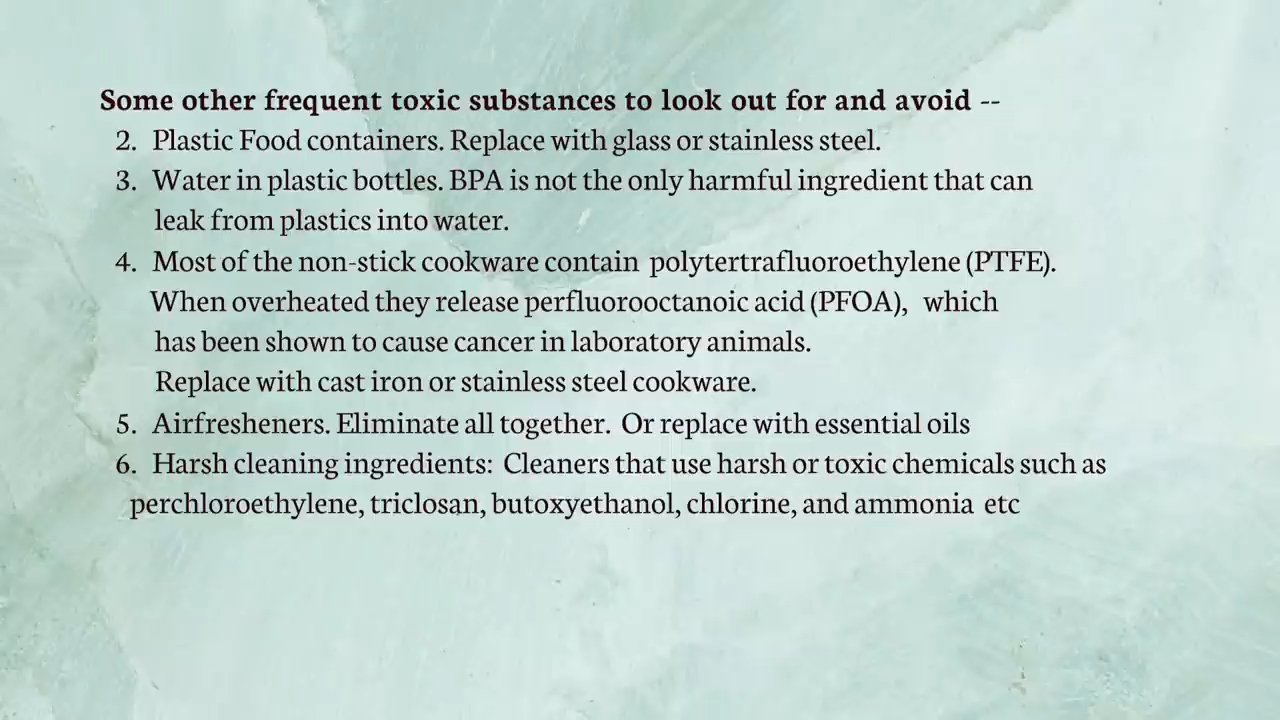 Some other frequent toxic substances to look out for and avoid --
2. Plastic Food containers. Replace with glass or stainless steel.
3. Water in plastic bottles. BPA is not the only harmful ingredient that can
leak from plastics into water.
4. Most of the non-stick cookware contain polytertrafluoroethylene (PTFE).
When overheated they release perfluorooctanoic acid (PFOA), which
has been shown to cause cancer in laboratory animals.
Replace with cast iron or stainless steel cookware.
5. Airfresheners. Eliminate all together. Or replace with essential oils
6. Harsh cleaning ingredients: Cleaners that use harsh or toxic chemicals such as
perchloroethylene, triclosan, butoxyethanol, chlorine, and ammonia etc